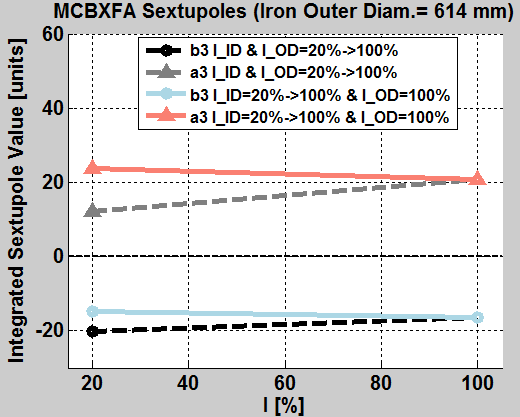 MCBXFA Sextupoles (Iron Outer Diam.= 614 mm)
Integrated Sextupole Value [units]
60
40
20
0
-20
b3 I_ID & I_OD=20%->100%
a3 I_ID & I_OD=20%->100%
b3 I_ID=20%->100% & I_OD=100%
a3 I_ID=20%->100% & I_OD=100%
20 40 60 80 100
I [%]